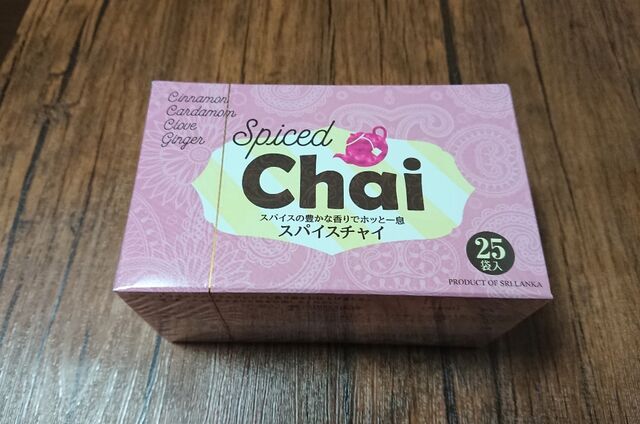 Cinnamon
Cardamom
Clove
Ginger
Spiced
Chai
スパイスの豊かな香りでホッと一息
スパイスチャイ
25
袋入
PRODUCT OF SRI LANKA